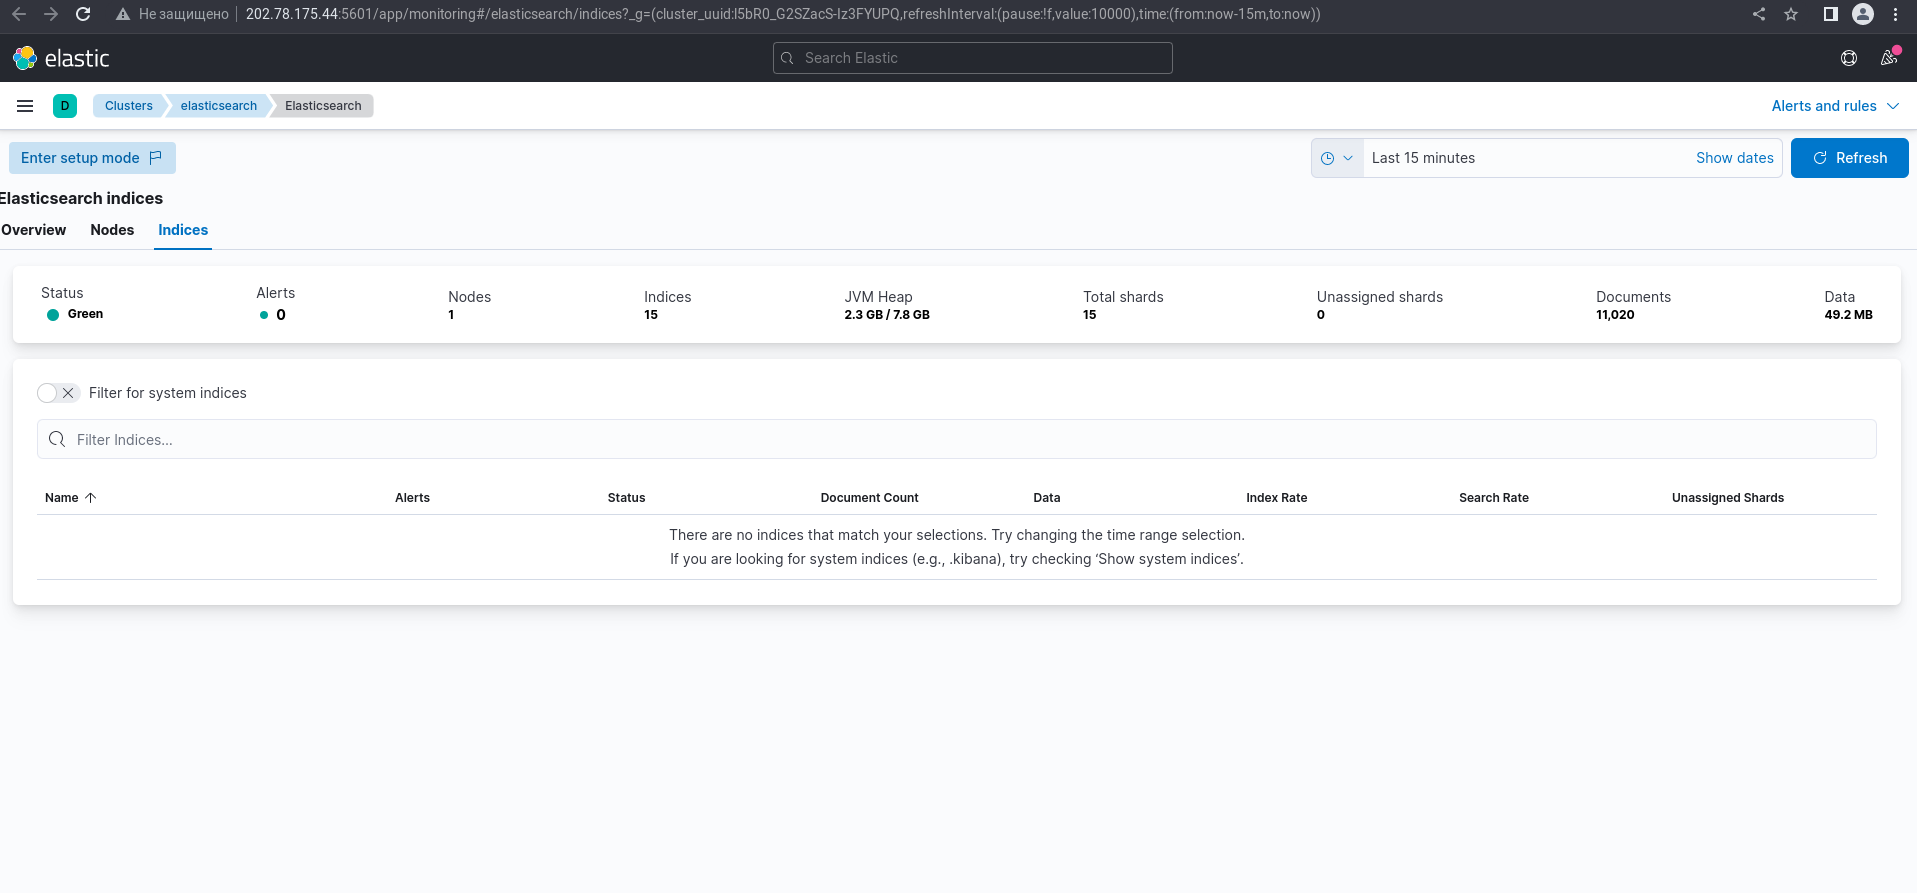 Не защищено 202.78.175.44:5601/app/monitoring#/elasticsearch/indices?_g=(cluster_uuid:I5bR0_G2SZacS-Iz3FYUPQ,refreshInterval:(pause:!f,value:10000),time:(from:now-15m,to:now))
elastic Search Elastic
D Clusters elasticsearch Elasticsearch Alerts and rules
Enter setup mode Last 15 minutes Show dates Refresh
Elasticsearch indices
Overview Nodes Indices
Status Alerts Nodes Indices JVM Heap Total shards Unassigned shards Documents Data
Green 0 1 15 2.3 GB / 7.8 GB 15 0 11,020 49.2 MB
Filter for system indices
Filter Indices...
Name Alerts Status Document Count Data Index Rate Search Rate Unassigned Shards
There are no indices that match your selections. Try changing the time range selection.
If you are looking for system indices (e.g., .kibana), try checking ‘Show system indices’.